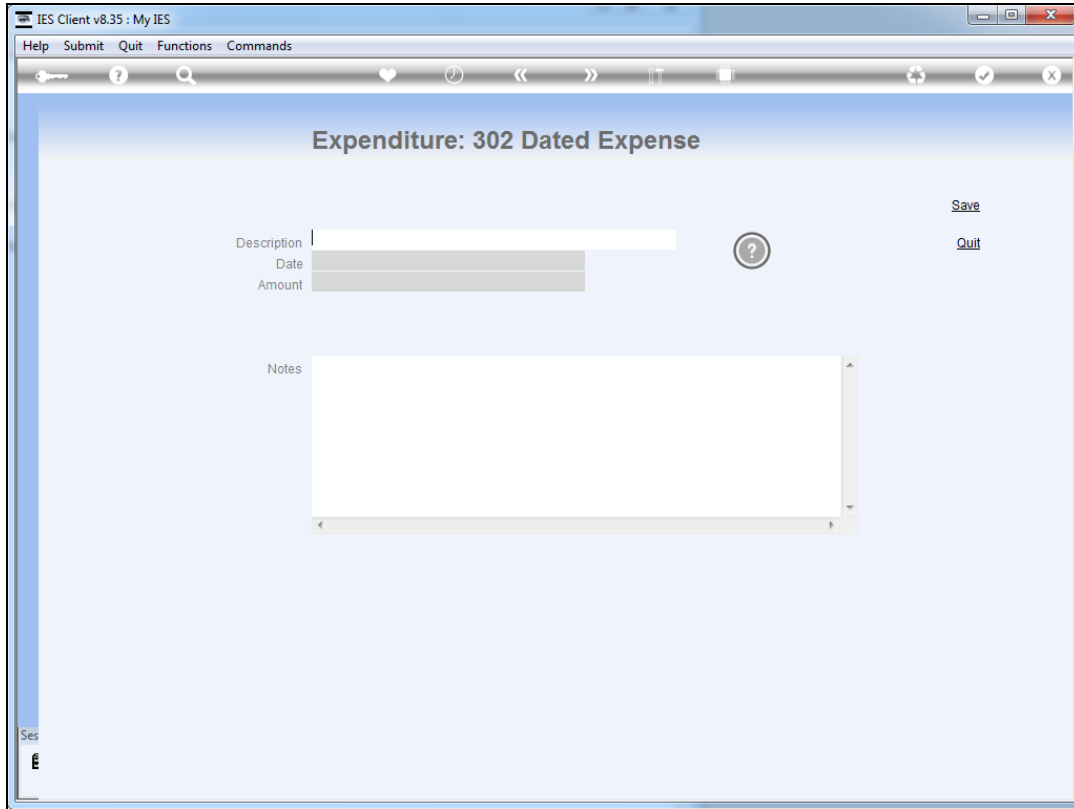 IES Client v8.35 : My IES
Help Submit Quit Functions Commands
Expenditure: 302 Dated Expense
Save
Description
Quit
Date
Amount
Notes
Ses